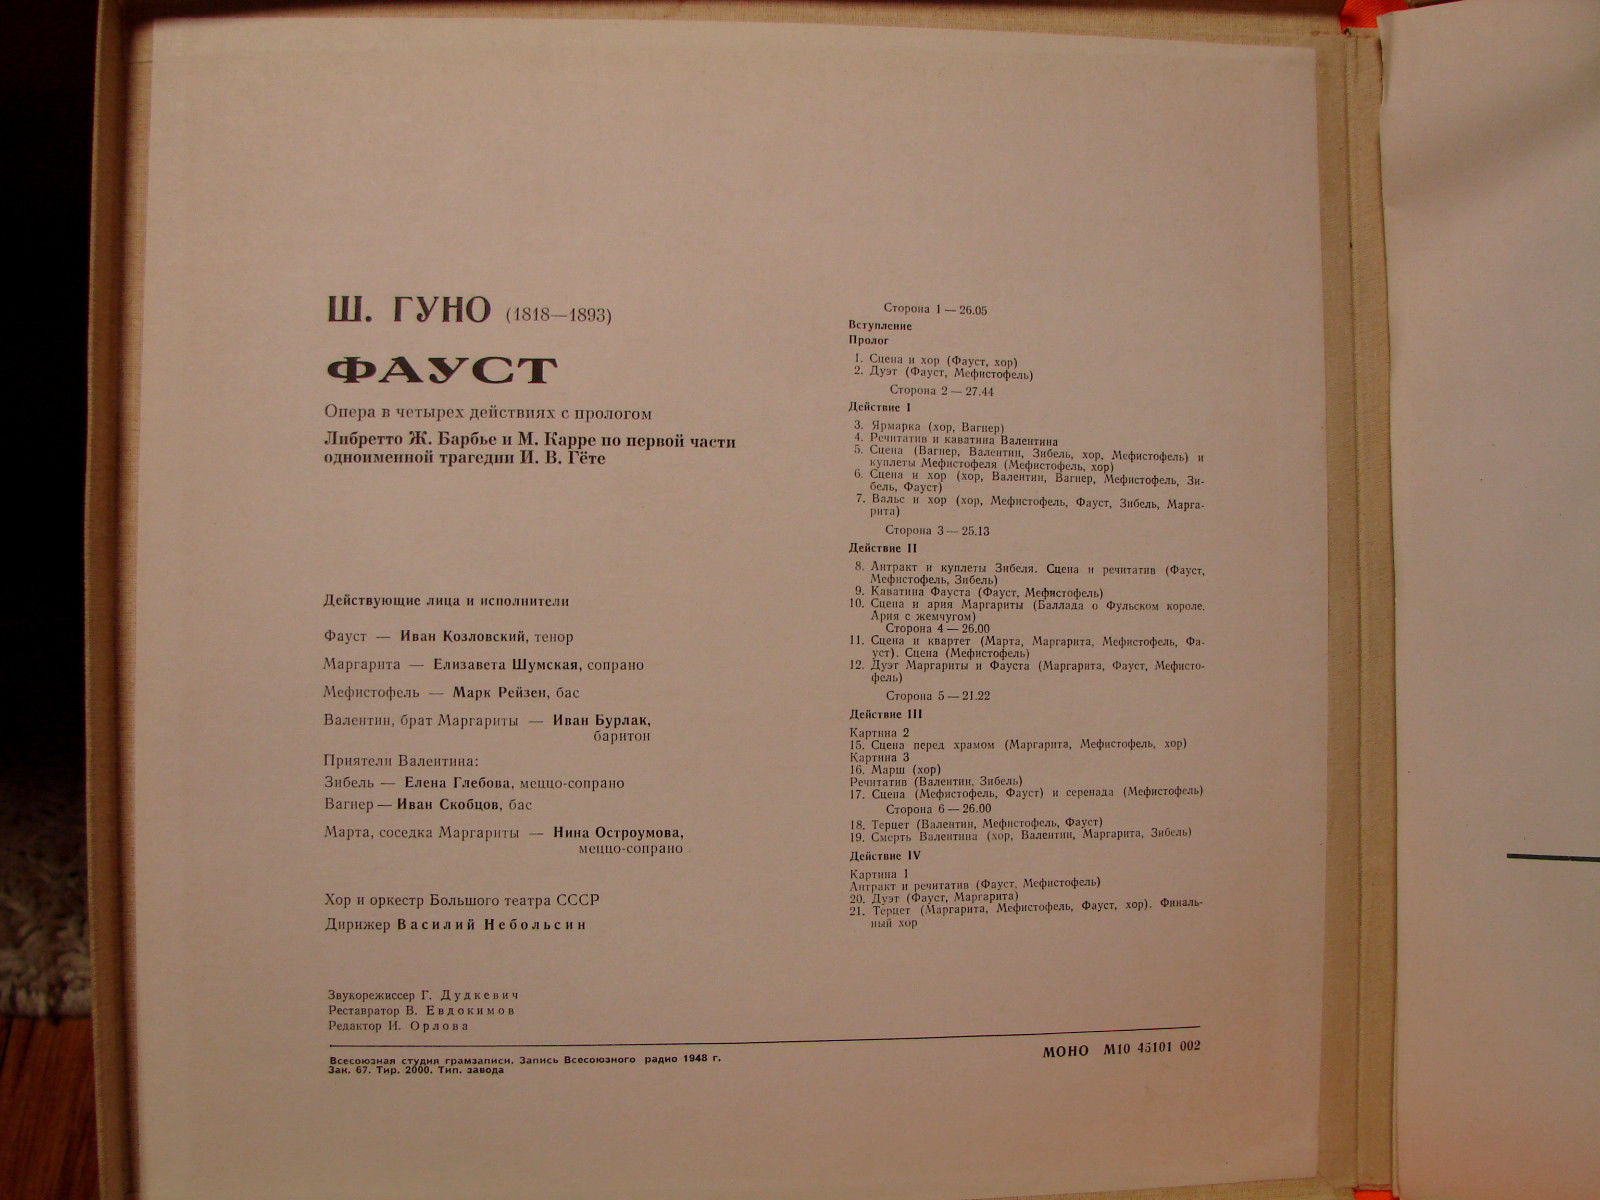 Ш. ГУНО (1818—1893)
ФАУСТ
Опера в четырех действиях с прологом
Либретто Ж. Барбье и М. Карре по первой части
одноименной трагедии И. В. Гёте
Действующие лица и исполнители
Фауст — Иван Козловский, тенор
Маргарита — Елизавета Шумская, сопрано
Мефистофель — Марк Рейзен, бас
Валентин, брат Маргариты — Иван Бурлак,
баритон
Приятели Валентина:
Зибель — Елена Глебова, меццо-сопрано
Вагнер — Иван Скобцов, бас
Марта, соседка Маргариты — Нина Остроумова,
меццо-сопрано
Хор и оркестр Большого театра СССР
Дирижер Василий Небольсин
Звукорежиссер Г. Дудкевич
Реставратор В. Евдокимов
Редактор И. Орлова
Сторона 1 — 26.05
Вступление
Пролог
1. Сцена и хор (Фауст, хор)
2. Дуэт (Фауст, Мефистофель)
Сторона 2 — 27.44
Действие I
3. Ярмарка (хор, Вагнер)
4. Речитатив и каватина Валентина
5. Сцена (Вагнер, Валентин, Зибель, хор, Мефистофель) и
куплеты Мефистофеля (Мефистофель, хор)
6. Сцена и хор (хор, Валентин, Вагнер, Мефистофель, Зи-
бель, Фауст)
7. Вальс и хор (хор, Мефистофель, Фауст, Зибель, Марга-
рита)
Сторона 3 — 25.13
Действие II
8. Антракт и куплеты Зибеля. Сцена и речитатив (Фауст,
Мефистофель, Зибель)
9. Каватина Фауста (Фауст, Мефистофель)
10. Сцена и ария Маргариты (Баллада о Фульском короле.
Ария с жемчугом)
Сторона 4 — 26.00
11. Сцена и квартет (Марта, Маргарита, Мефистофель, Фа-
уст). Сцена (Мефистофель)
12. Дуэт Маргариты и Фауста (Маргарита, Фауст, Мефисто-
фель)
Сторона 5 — 21.22
Действие III
Картина 2
15. Сцена перед храмом (Маргарита, Мефистофель, хор)
Картина 3
16. Марш (хор)
Речитатив (Валентин, Зибель)
17. Сцена (Мефистофель, Фауст) и серенада (Мефистофель)
Сторона 6 — 26.00
18. Терцет (Валентин, Мефистофель, Фауст)
19. Смерть Валентина (хор, Валентин, Маргарита, Зибель)
Действие IV
Картина 1
Антракт и речитатив (Фауст, Мефистофель)
20. Дуэт (Фауст, Маргарита)
21. Терцет (Маргарита, Мефистофель, Фауст, хор). Финаль-
ный хор
Всесоюзная студия грамзаписи. Запись Всесоюзного радио 1948 г.
Зак. 67. Тир. 2000. Тип. завода
МОНО М10 45101 002